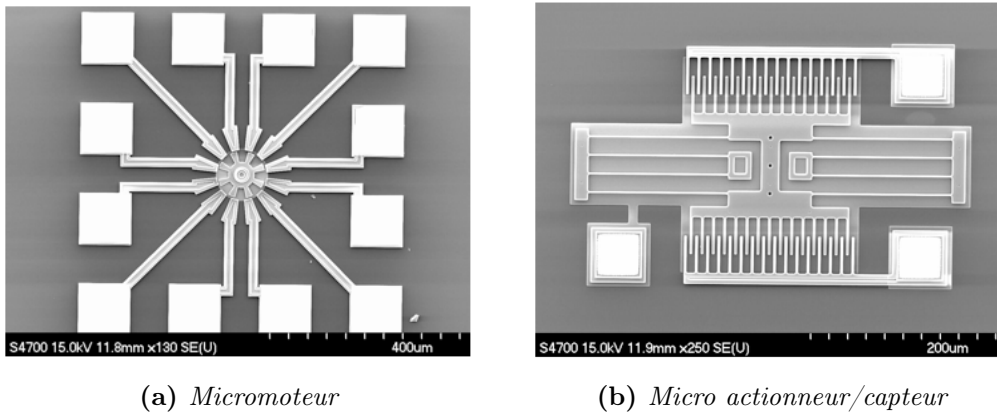 S4700 15.0kV 11.8mm x130 SE(U) 400um
S4700 15.0kV 11.9mm x250 SE(U) 200um
(a) Micromoteur
(b) Micro actionneur/capteur